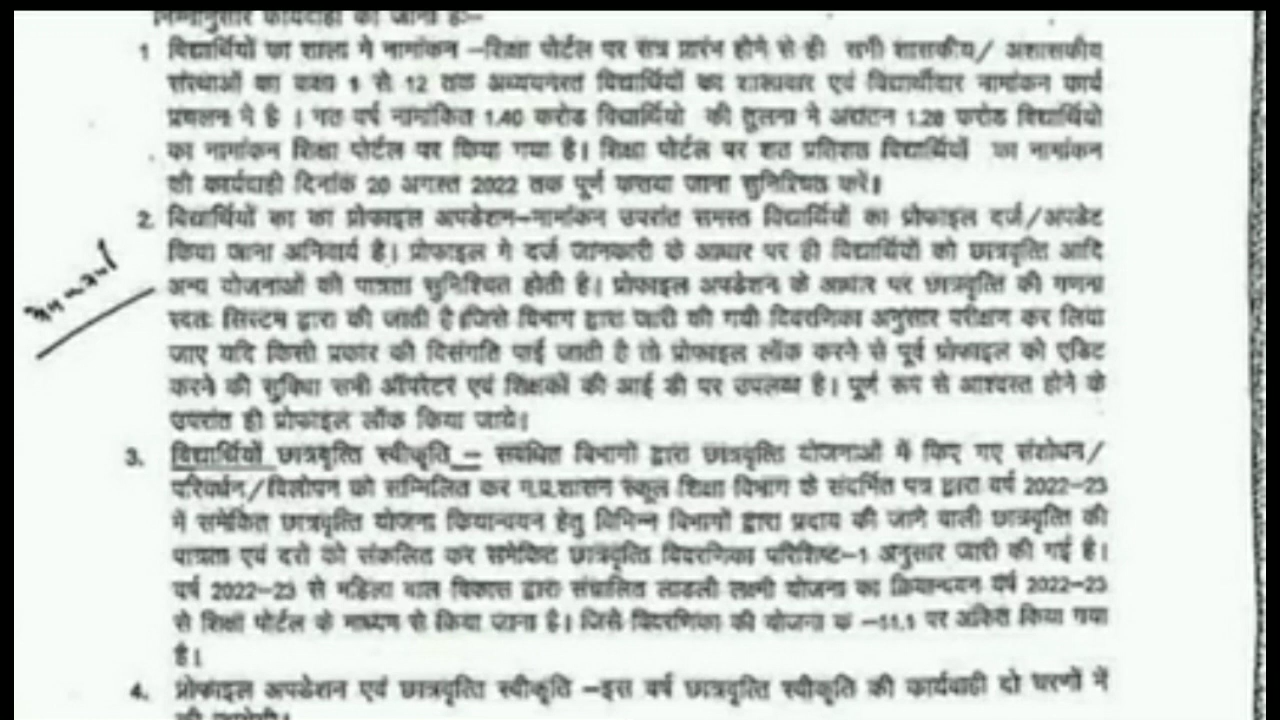 निम्नानुसार कार्यवाही की जाना हैः–
1 विद्यार्थियों का शाला मे नामांकन –शिक्षा पोर्टल पर सत्र प्रारंभ होने से ही सभी शासकीय/ अशासकीय
संस्थाओं का कक्षा 1 से 12 तक अध्ययनरत विद्यार्थियों का शालावार एवं विद्यार्थीवार नामांकन कार्य
प्रचलन मे है । गत वर्ष नामांकित 1.40 करोड विद्यार्थियो की तुलना मे अद्यतन 1.28 करोड विद्यार्थियो
का नामांकन शिक्षा पोर्टल पर किया गया है। शिक्षा पोर्टल पर शत प्रतिशत विद्यार्थियों का नामांकन
की कार्यवाही दिनांक 20 अगस्त 2022 तक पूर्ण कराया जाना सुनिश्चित करें।
2. विद्यार्थियों का का प्रोफाइल अपडेशन–नामांकन उपरांत समस्त विद्यार्थियों का प्रोफाइल दर्ज/अपडेट
किया जाना अनिवार्य है। प्रोफाइल मे दर्ज जानकारी के आधार पर ही विद्यार्थियों को छात्रवृत्ति आदि
अन्य योजनाओं की पात्रता सुनिश्चित होती है। प्रोफाइल अपडेशन के आधार पर छात्रवृत्ति की गणना
स्वतः सिस्टम द्वारा की जाती है।जिसे विभाग द्वारा जारी की गयी विवरणिका अनुसार परीक्षण कर लिया
जाए यदि किसी प्रकार की विसंगति पाई जाती है तो प्रोफाइल लॉक करने से पूर्व प्रोफाइल को एडिट
करने की सुविधा सभी ऑपरेटर एवं शिक्षकों की आई डी पर उपलब्ध है। पूर्ण रूप से आश्वस्त होने के
उपरांत ही प्रोफाइल लॉक किया जाये।
3. विद्यार्थियों छात्रवृत्ति स्वीकृति – सबंधित विभागो द्वारा छात्रवृत्ति योजनाओं में किए गए संशोधन/
परिवर्धन/विलोपन को सम्मिलित कर म.प्र.शासन स्कूल शिक्षा विभाग के संदर्भित पत्र द्वारा वर्ष 2022–23
मे समेकित छात्रवृत्ति योजना कियान्वयन हेतु विभिन्न विभागों द्वारा प्रदाय की जाने वाली छात्रवृत्ति की
पात्रता एवं दरों को संकलित कर समेकित छात्रवृत्ति विवरणिका परिशिष्ट–1 अनुसार जारी की गई है।
वर्ष 2022–23 से महिला बाल विकास द्वारा संचालित लाडली लक्ष्मी योजना का क्रियान्वयन वर्ष 2022–23
से शिक्षा पोर्टल के माध्यम से किया जाना है। जिसे विवरणिका की योजना क –11.1 पर अंकित किया गया
है।
4. प्रोफाइल अपडेशन एवं छात्रवृत्ति स्वीकृति –इस वर्ष छात्रवृत्ति स्वीकृति की कार्यवाही दो चरणों में
की जायेगी।